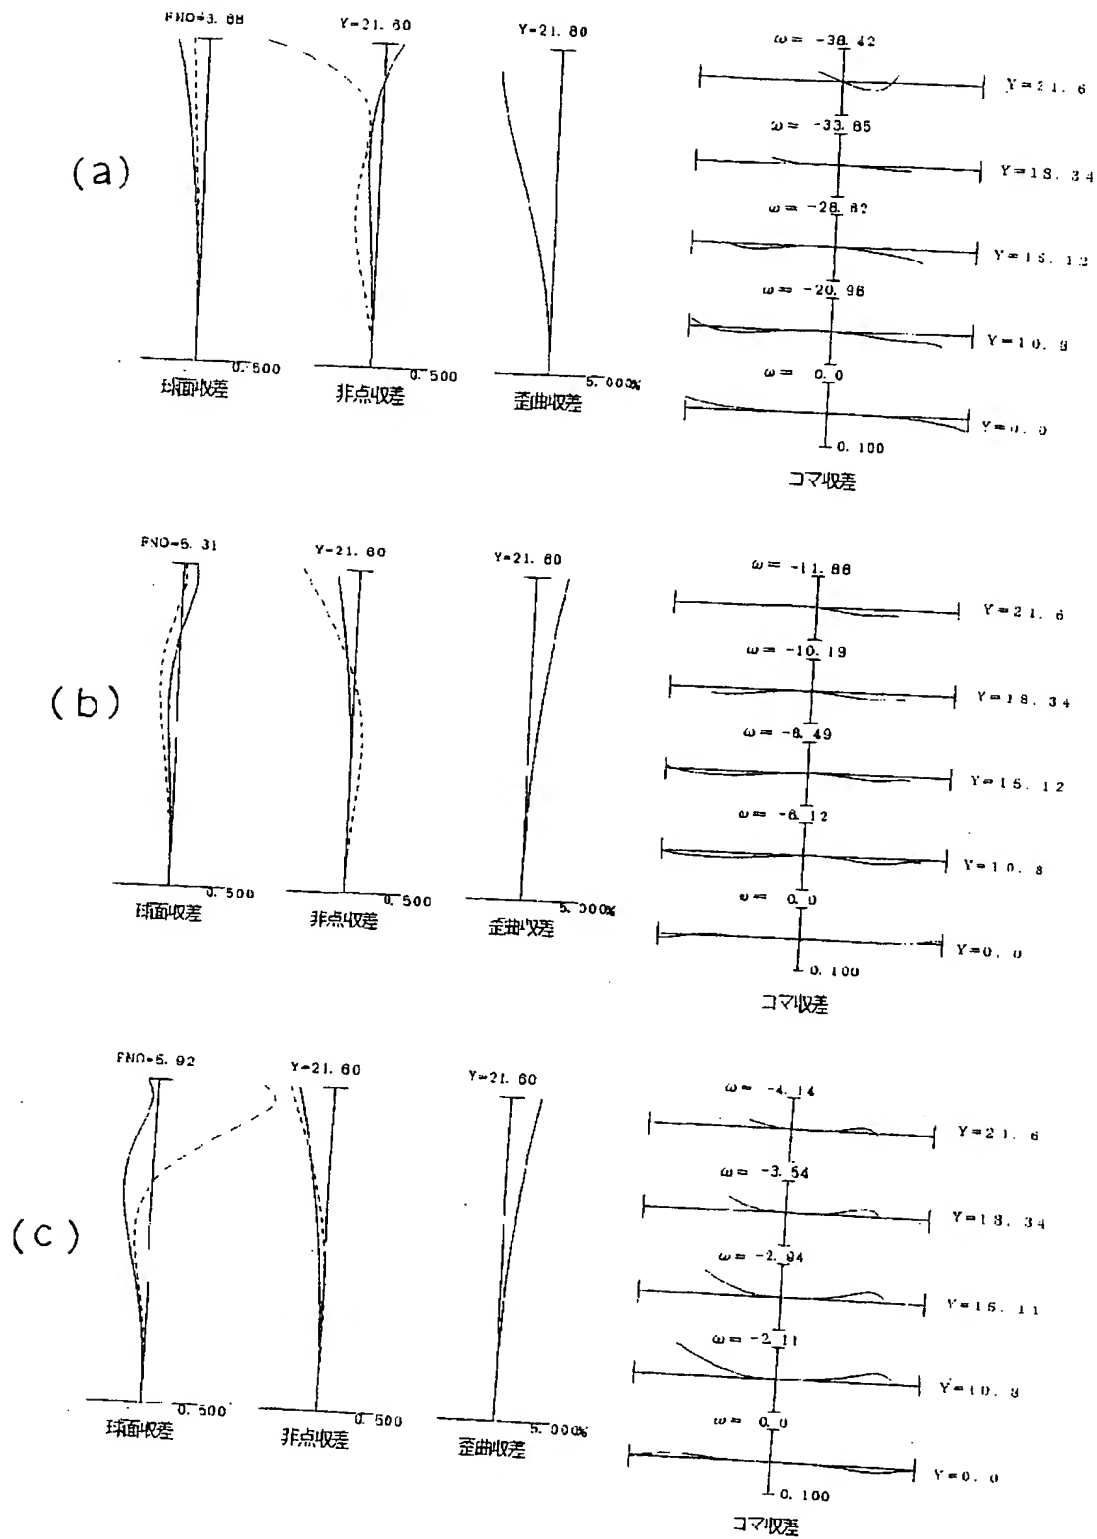 (a)
FNO=3.68
Y=21.60
Y=21.60
0.500
0.500
5.000%
球面収差
非点収差
歪曲収差
ω= -38.42
Y=21.6
ω= -33.85
Y=18.34
ω= -28.82
Y=15.12
ω= -20.96
Y=10.8
ω= 0.0
Y=0.0
0.100
コマ収差
(b)
FNO=5.31
Y=21.60
Y=21.60
0.500
0.500
5.000%
球面収差
非点収差
歪曲収差
ω= -11.86
Y=21.6
ω= -10.19
Y=18.34
ω= -8.49
Y=15.12
ω= -6.12
Y=10.8
ω= 0.0
Y=0.0
0.100
コマ収差
(c)
FNO=5.92
Y=21.60
Y=21.60
0.500
0.500
5.000%
球面収差
非点収差
歪曲収差
ω= -4.14
Y=21.6
ω= -3.54
Y=18.34
ω= -2.94
Y=15.11
ω= -2.11
Y=10.8
ω= 0.0
Y=0.0
0.100
コマ収差